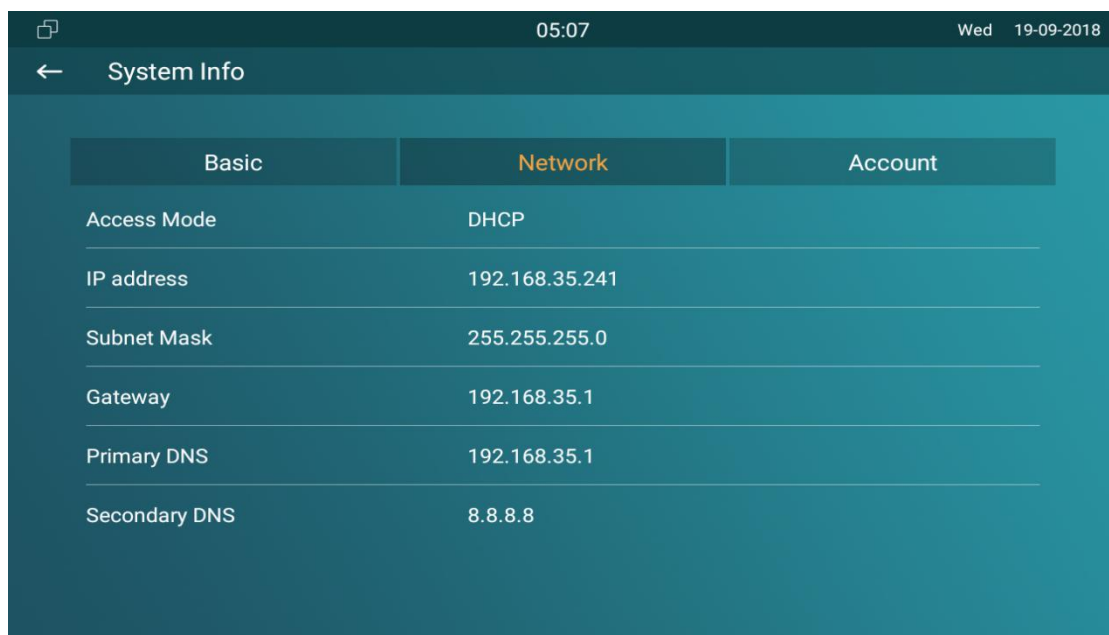 05:07 Wed 19-09-2018
System Info
Basic Network Account
Access Mode DHCP
IP address 192.168.35.241
Subnet Mask 255.255.255.0
Gateway 192.168.35.1
Primary DNS 192.168.35.1
Secondary DNS 8.8.8.8